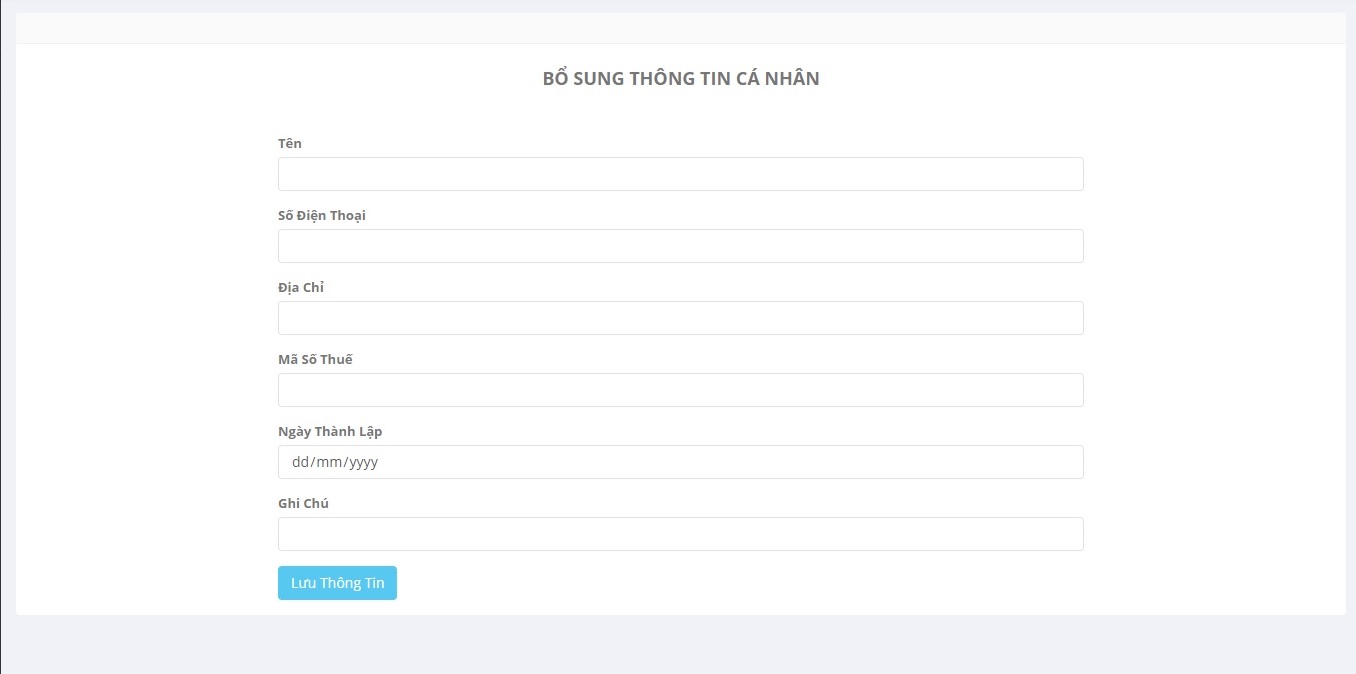 BỔ SUNG THÔNG TIN CÁ NHÂN
Tên
Số Điện Thoại
Địa Chỉ
Mã Số Thuế
Ngày Thành Lập
dd/mm/yyyy
Ghi Chú
Lưu Thông Tin